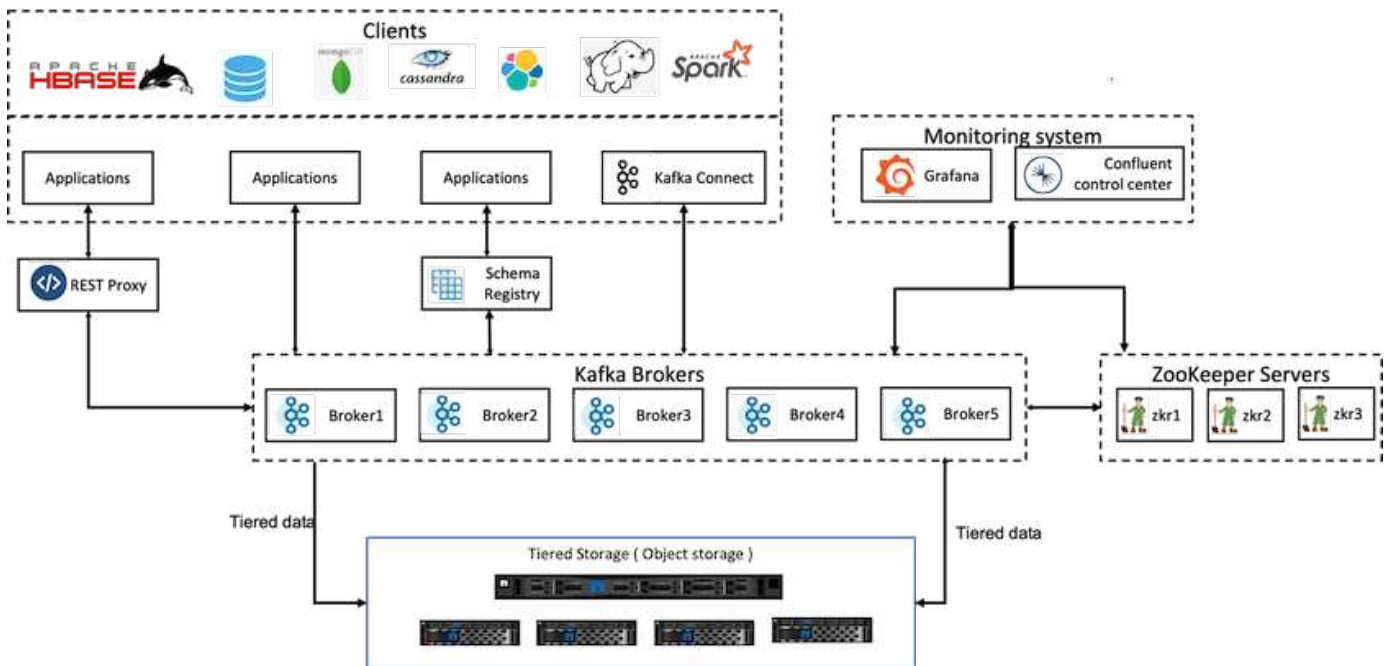 Clients
APACHE
HBASE
mongoDB
cassandra
APACHE
Spark
Monitoring system
Grafana
Confluent
control center
Applications
Applications
Applications
Kafka Connect
REST Proxy
Schema
Registry
Kafka Brokers
Broker1
Broker2
Broker3
Broker4
Broker5
ZooKeeper Servers
zkr1
zkr2
zkr3
Tiered data
Tiered data
Tiered Storage ( Object storage )